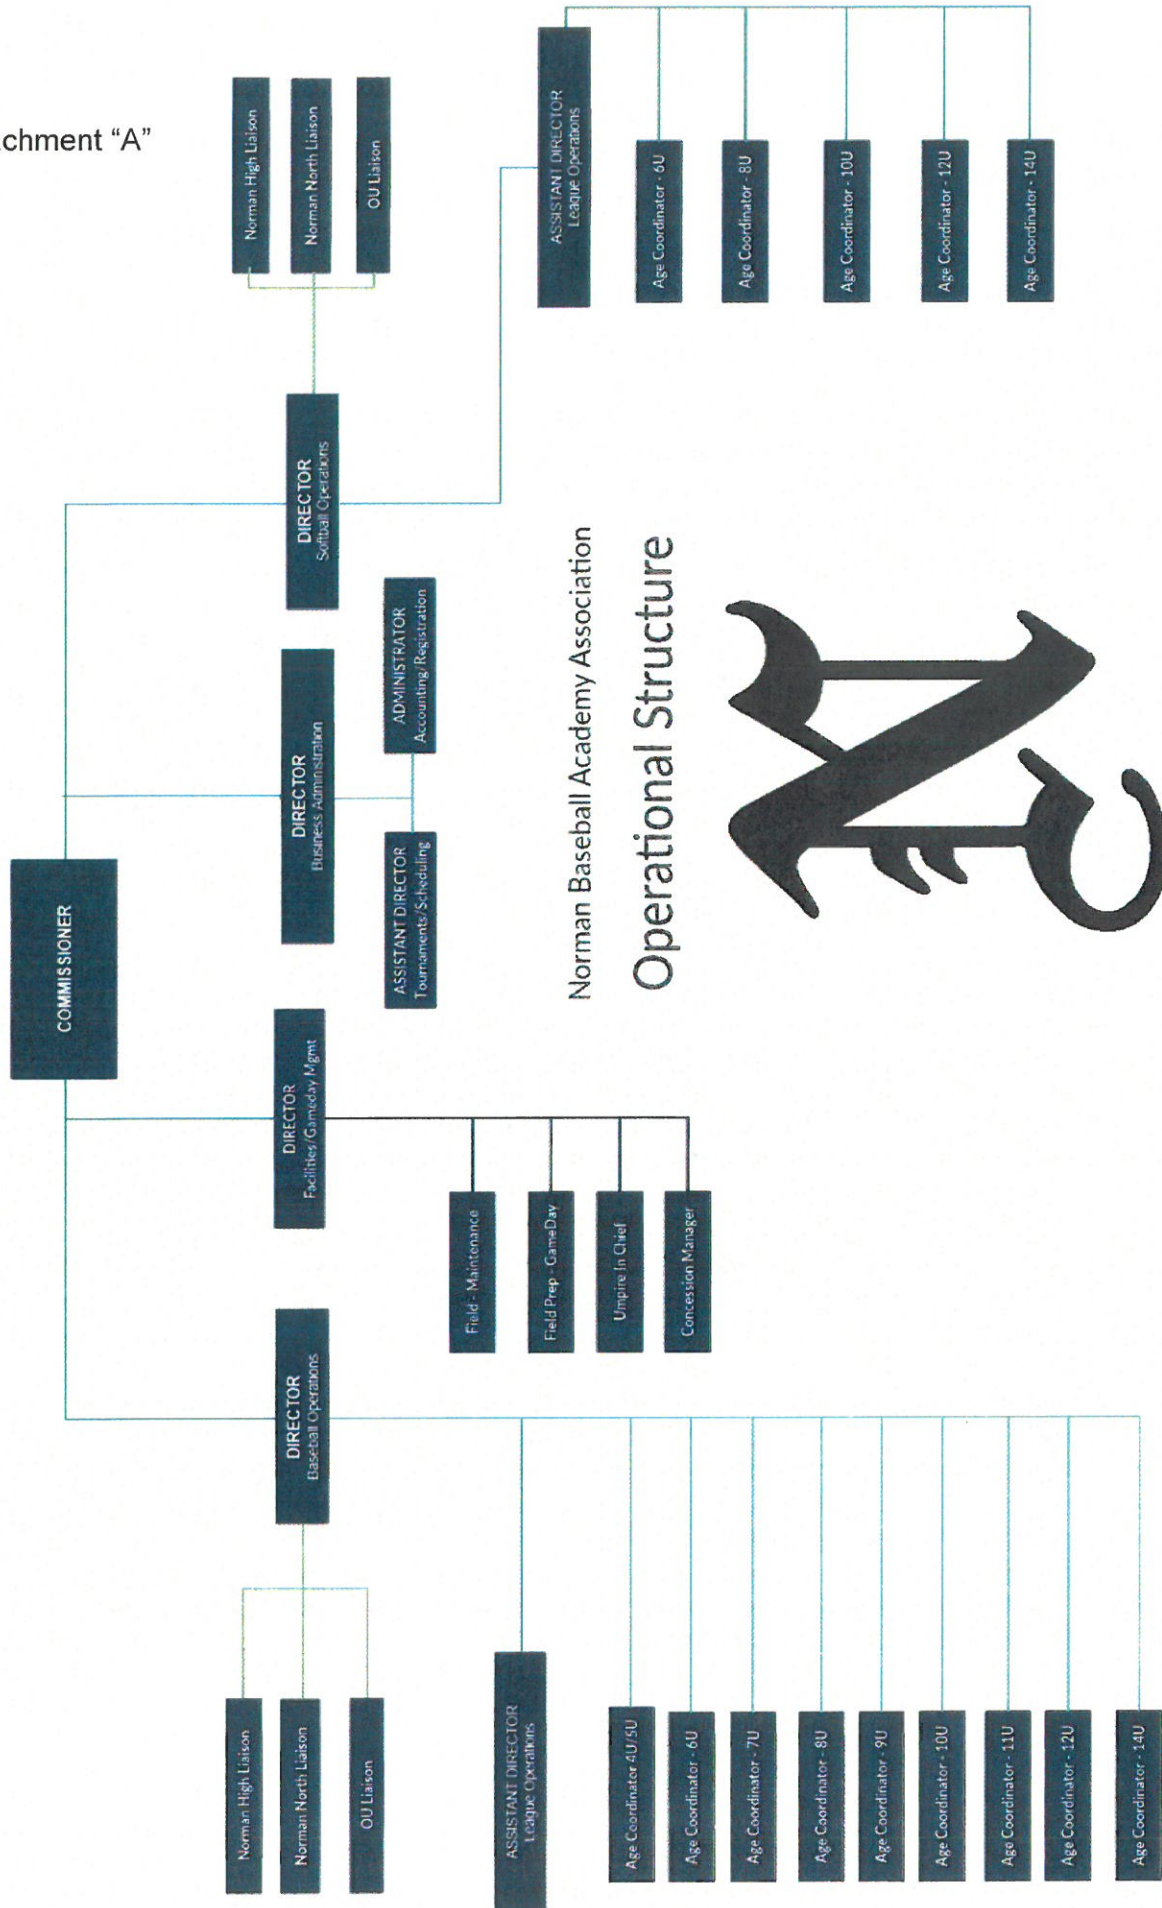 achment “A”
COMMISSIONER
DIRECTOR
Baseball Operations
DIRECTOR
Facilities/Gameday Mgmt
DIRECTOR
Business Administration
DIRECTOR
Softball Operations
Norman High Liaison
Norman North Liaison
OU Liaison
ASSISTANT DIRECTOR
League Operations
Age Coordinator 4U/5U
Age Coordinator - 6U
Age Coordinator - 7U
Age Coordinator - 8U
Age Coordinator - 9U
Age Coordinator - 10U
Age Coordinator - 11U
Age Coordinator - 12U
Age Coordinator - 14U
Field - Maintenance
Field Prep - GameDay
Umpire In Chief
Concession Manager
ASSISTANT DIRECTOR
Tournaments/Scheduling
ADMINISTRATOR
Accounting/Registration
Norman High Liaison
Norman North Liaison
OU Liaison
ASSISTANT DIRECTOR
League Operations
Age Coordinator - 6U
Age Coordinator - 8U
Age Coordinator - 10U
Age Coordinator - 12U
Age Coordinator - 14U
Norman Baseball Academy Association
Operational Structure
N